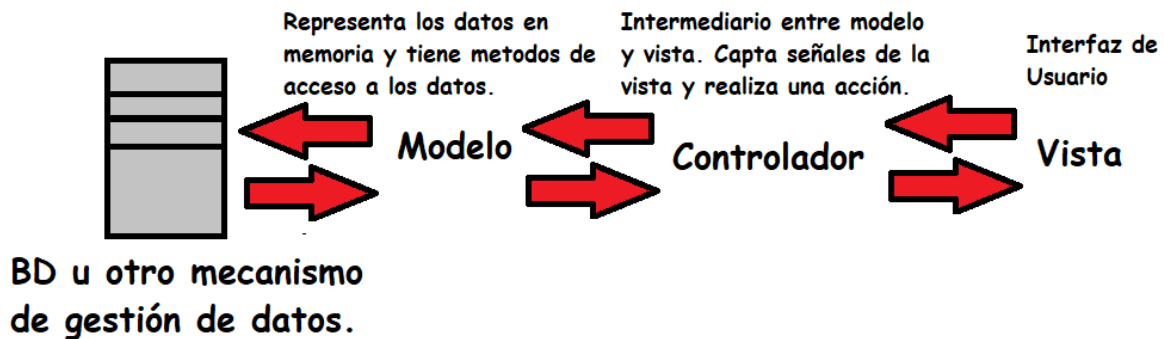 Representa los datos en
memoria y tiene metodos de
acceso a los datos.
Intermediario entre modelo
y vista. Capta señales de la
vista y realiza una acción.
Interfaz de
Usuario
Modelo
Controlador
Vista
BD u otro mecanismo
de gestión de datos.